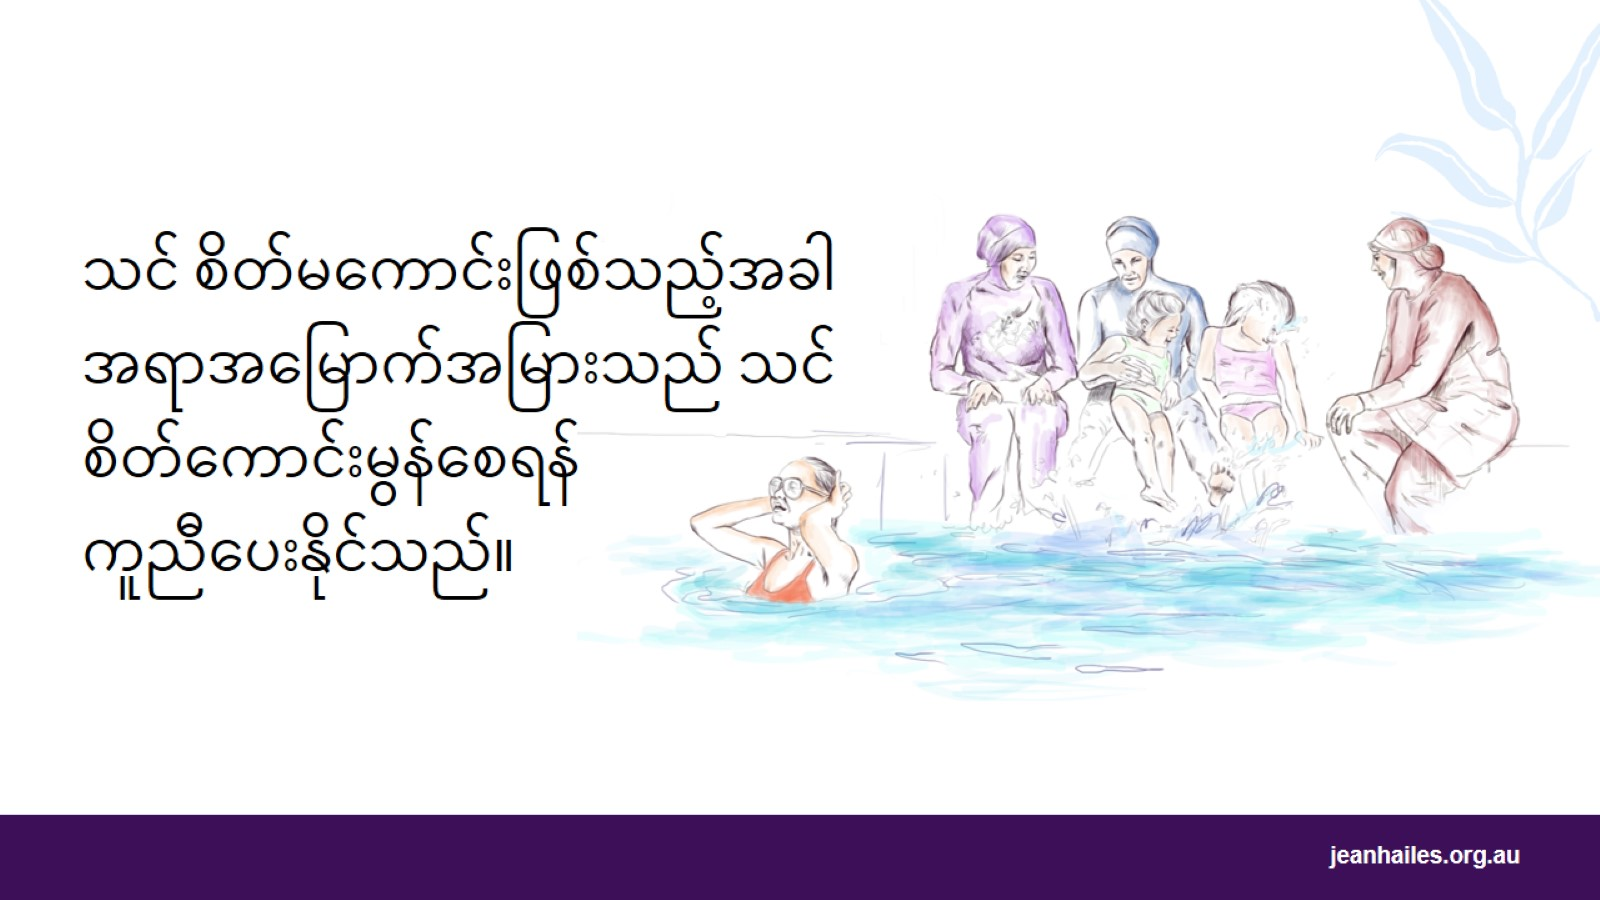 သင် စိတ်မကောင်းဖြစ်သည့်အခါ
အရာအမြောက်အမြားသည် သင်
စိတ်ကောင်းမွန်စေရန်
ကူညီပေးနိုင်သည်။
jeanhailes.org.au